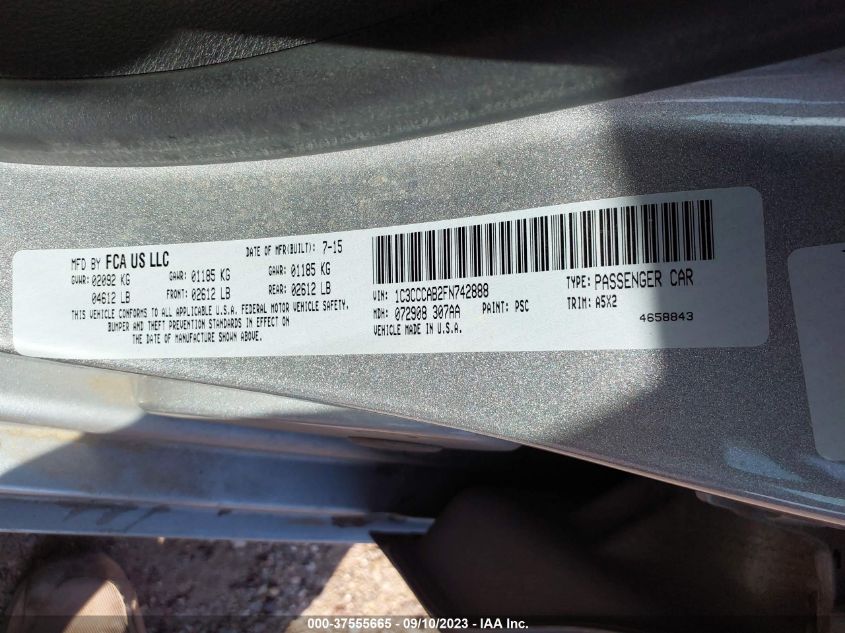 MFD BY FCA US LLC DATE OF MFR(BUILT): 7-15
GVWR: 02092 KG GAWR: 01185 KG GAWR: 01185 KG
04612 LB FRONT: 02612 LB REAR: 02612 LB
THIS VEHICLE CONFORMS TO ALL APPLICABLE U.S.A. FEDERAL MOTOR VEHICLE SAFETY,
BUMPER AND THEFT PREVENTION STANDARDS IN EFFECT ON
THE DATE OF MANUFACTURE SHOWN ABOVE.
VIN: 1C3CCCAB2FN742888 TYPE: PASSENGER CAR
MDH: 072908 307AA PAINT: PSC TRIM: A5X2
VEHICLE MADE IN U.S.A. 4658843
000-37555665 - 09/10/2023 - IAA Inc.